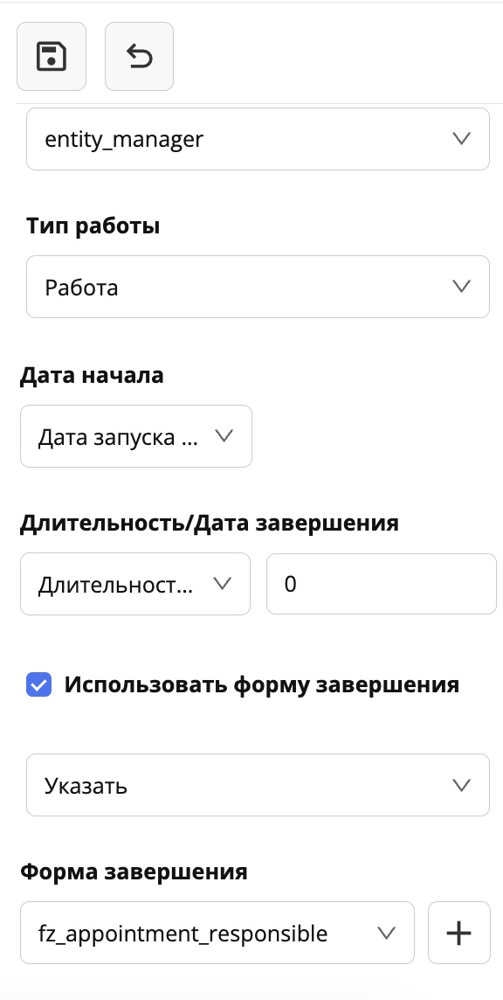 entity_manager
Тип работы
Работа
Дата начала
Дата запуска ...
Длительность/Дата завершения
Длительност... 0
Использовать форму завершения
Указать
Форма завершения
fz_appointment_responsible